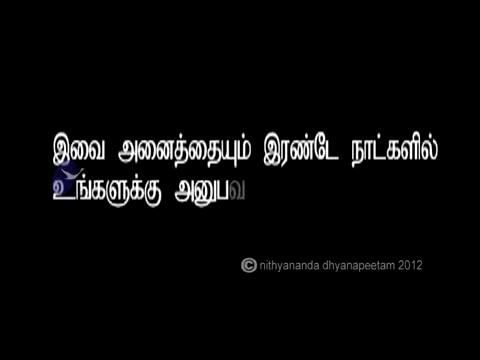 இவை அனைத்தையும் இரண்டே நாட்களில்
உங்களுக்கு அனுபவ
© nithyananda dhyanapeetam 2012